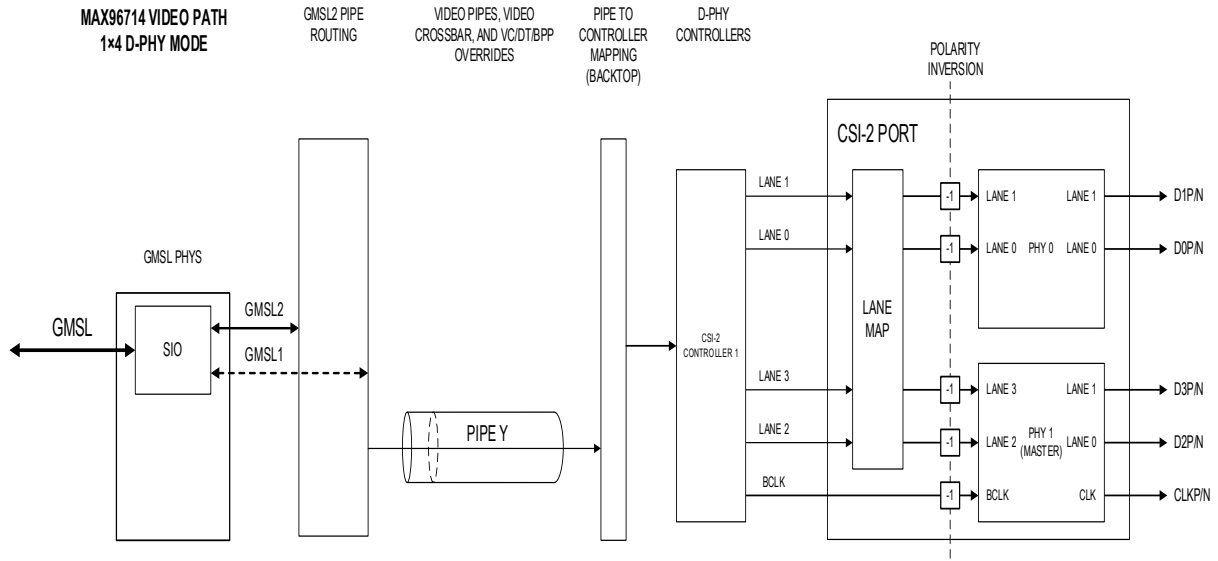 MAX96714 VIDEO PATH
1×4 D-PHY MODE
GMSL2 PIPE
ROUTING
VIDEO PIPES, VIDEO
CROSSBAR, AND VC/DT/BPP
OVERRIDES
PIPE TO
CONTROLLER
MAPPING
(BACKTOP)
D-PHY
CONTROLLERS
POLARITY
INVERSION
GMSL PHYS
GMSL
SIO
GMSL2
GMSL1
PIPE Y
CSI-2
CONTROLLER 1
LANE 1
LANE 0
LANE 3
LANE 2
BCLK
CSI-2 PORT
LANE
MAP
-1
-1
-1
-1
-1
LANE 1
LANE 1
LANE 0
PHY 0
LANE 0
LANE 3
LANE 1
LANE 2
PHY 1
(MASTER)
LANE 0
BCLK
CLK
D1P/N
D0P/N
D3P/N
D2P/N
CLKP/N